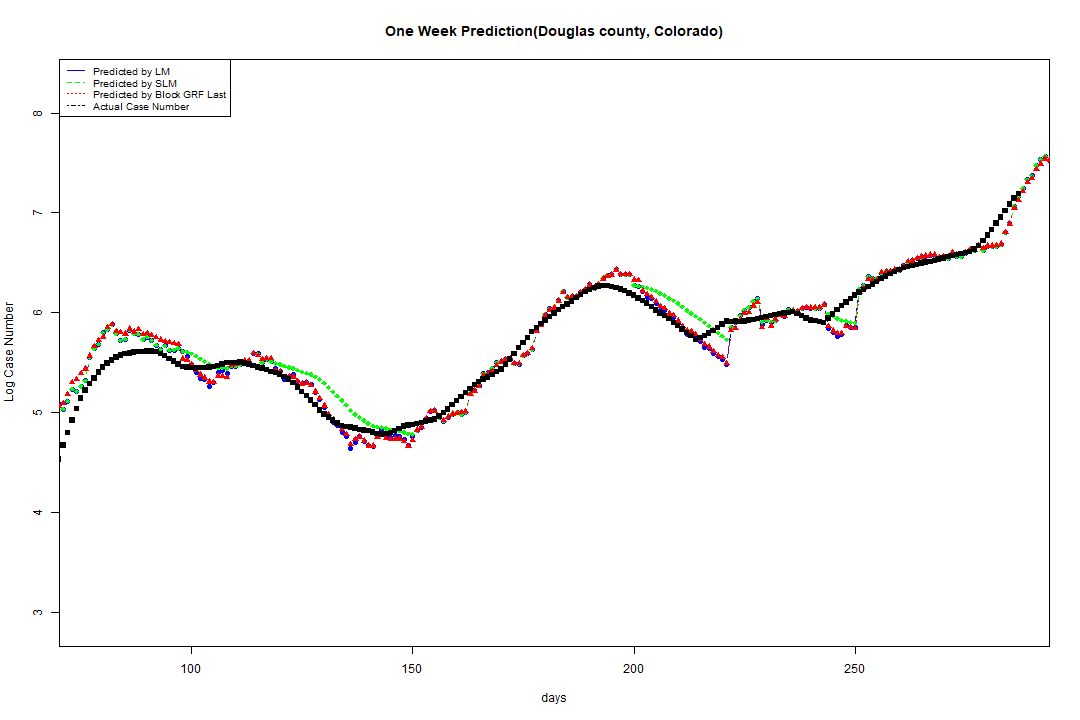 One Week Prediction(Douglas county, Colorado)
Predicted by LM
Predicted by SLM
Predicted by Block GRF Last
Actual Case Number
8
7
6
5
4
3
Log Case Number
100 150 200 250
days